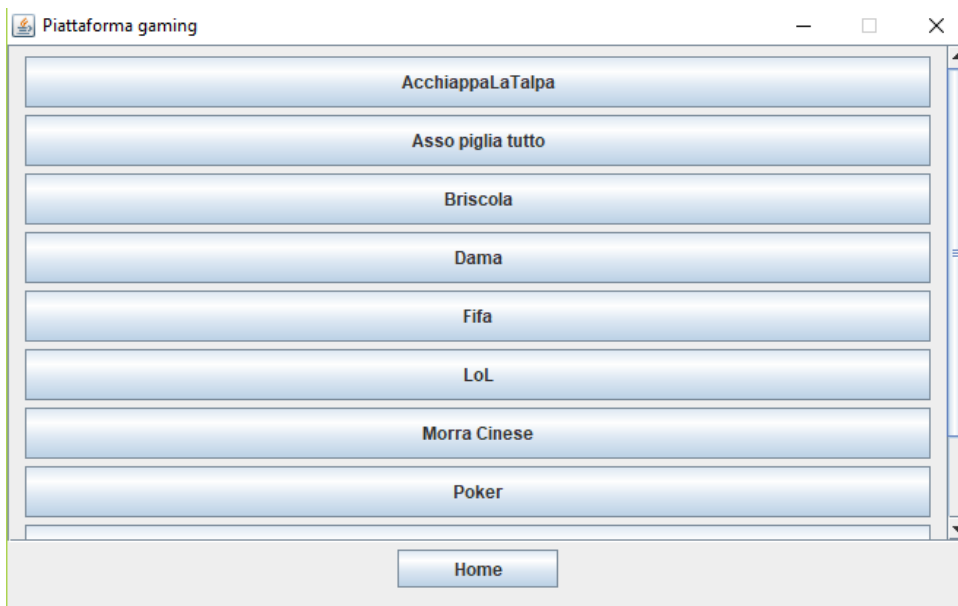 Piattaforma gaming
AcchiappaLaTalpa
Asso piglia tutto
Briscola
Dama
Fifa
LoL
Morra Cinese
Poker
Home